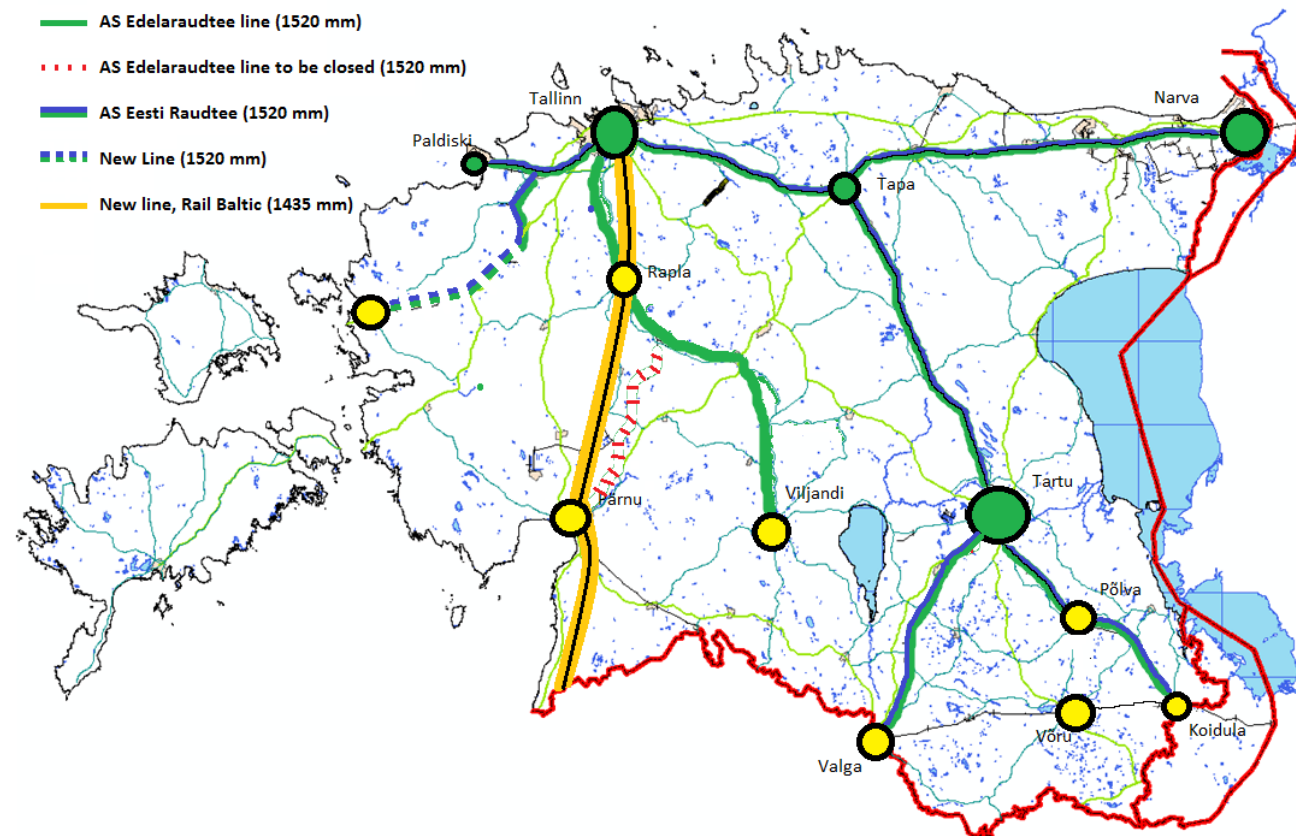 AS Edelaraudtee line (1520 mm)
AS Edelaraudtee line to be closed (1520 mm)
AS Eesti Raudtee (1520 mm)
New Line (1520 mm)
New line, Rail Baltic (1435 mm)
Tallinn
Narva
Paldiski
Tapa
Rapla
Tartu
Pärnu
Viljandi
Põlva
Võru
Koidula
Valga